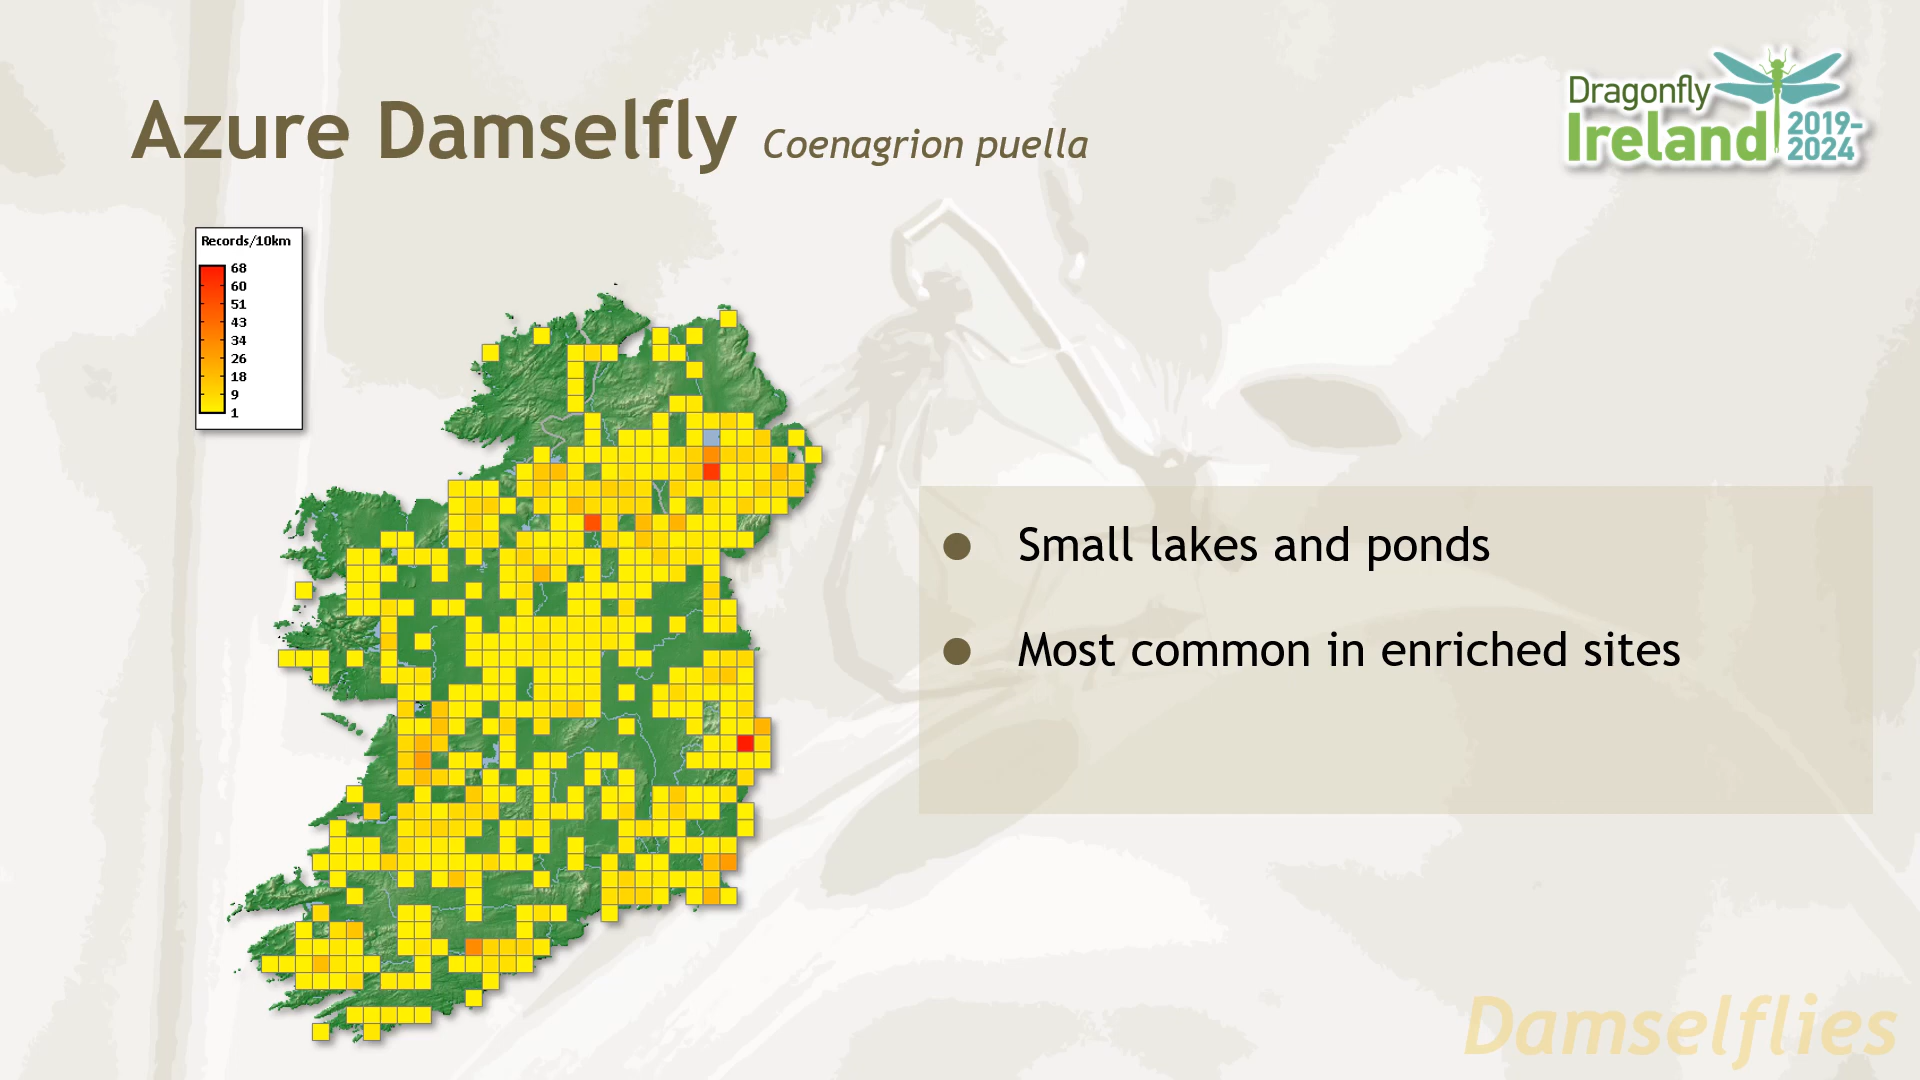 Azure Damselfly Coenagrion puella
Dragonfly
Ireland
2019-
2024
Records/10km
68
60
51
43
34
26
18
9
1
● Small lakes and ponds
● Most common in enriched sites
Damselflies